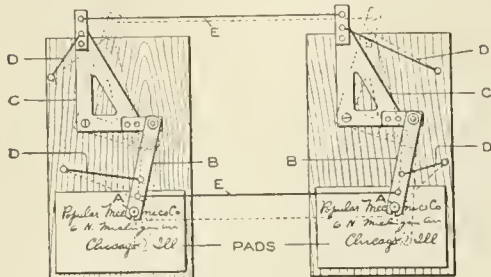 E
D
D
C
C
D
B
B
D
E
A
A
Popular Mechanics Co
6 N. Michigan Av
Chicago, Ill
Popular Mechanics Co
6 N. Michigan Av
Chicago, Ill
PADS